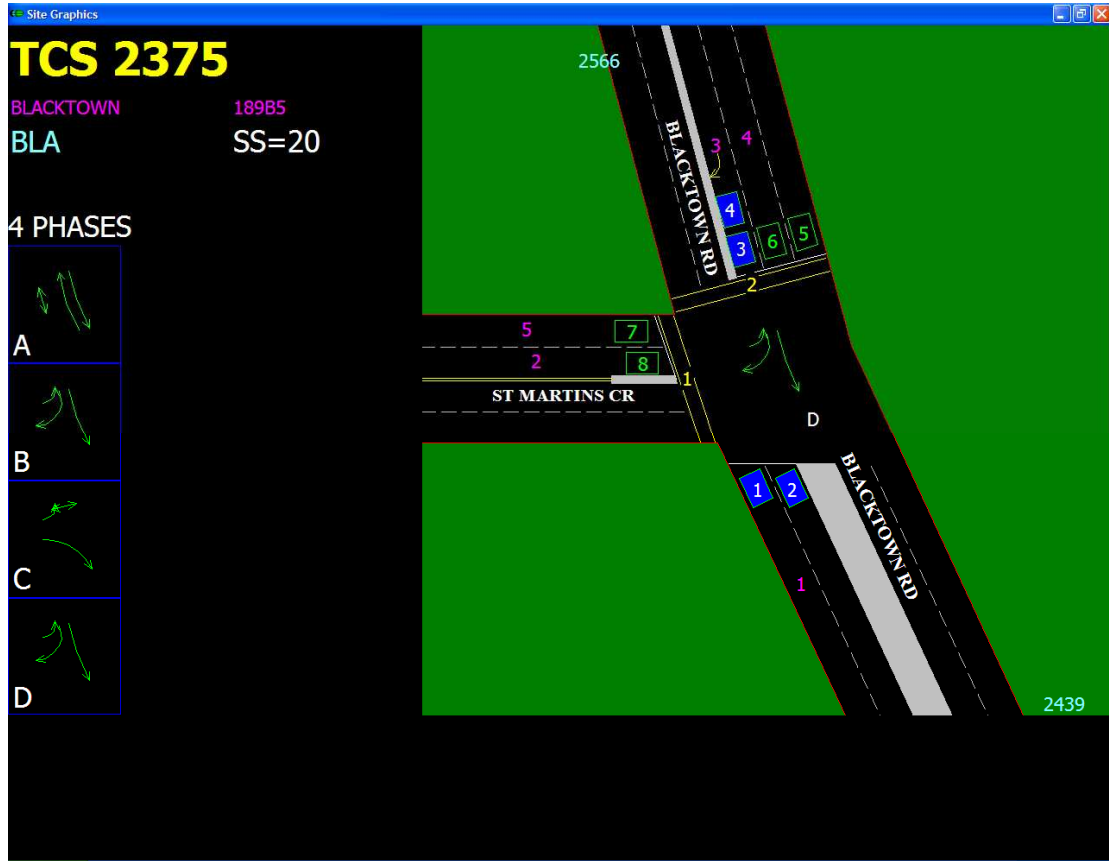 Site Graphics
TCS 2375
BLACKTOWN 189B5
BLA SS=20
4 PHASES
A
B
C
D
2566
BLACKTOWN RD
3
4
4
3
6
5
2
5
7
2
8
1
ST MARTINS CR
D
1
2
BLACKTOWN RD
1
2439